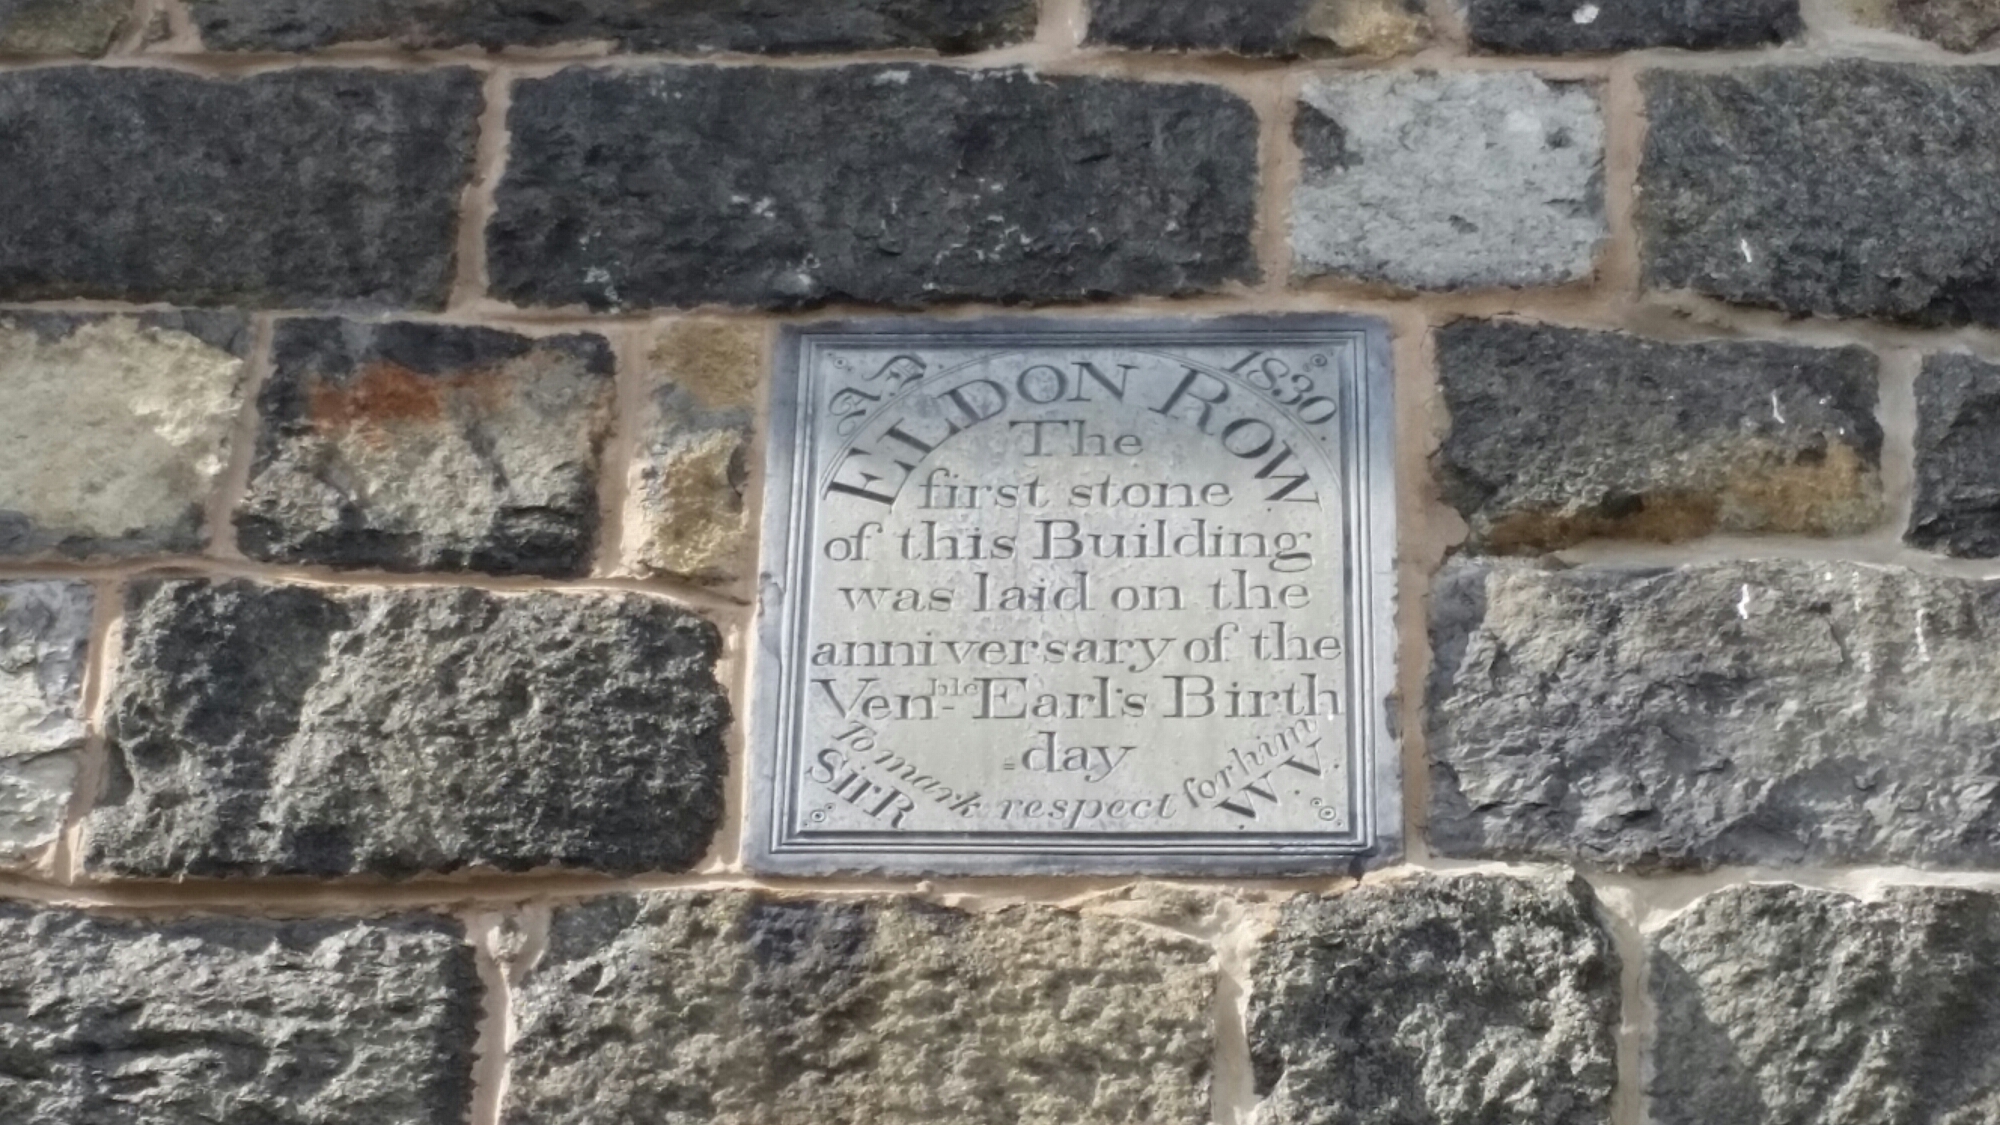 A.D. 1830.
ELDON ROW.
The
first stone
of this Building
was laid on the
anniversary of the
Ven-ble Earl's Birth
=day
To mark respect for him
Sir R W.V.